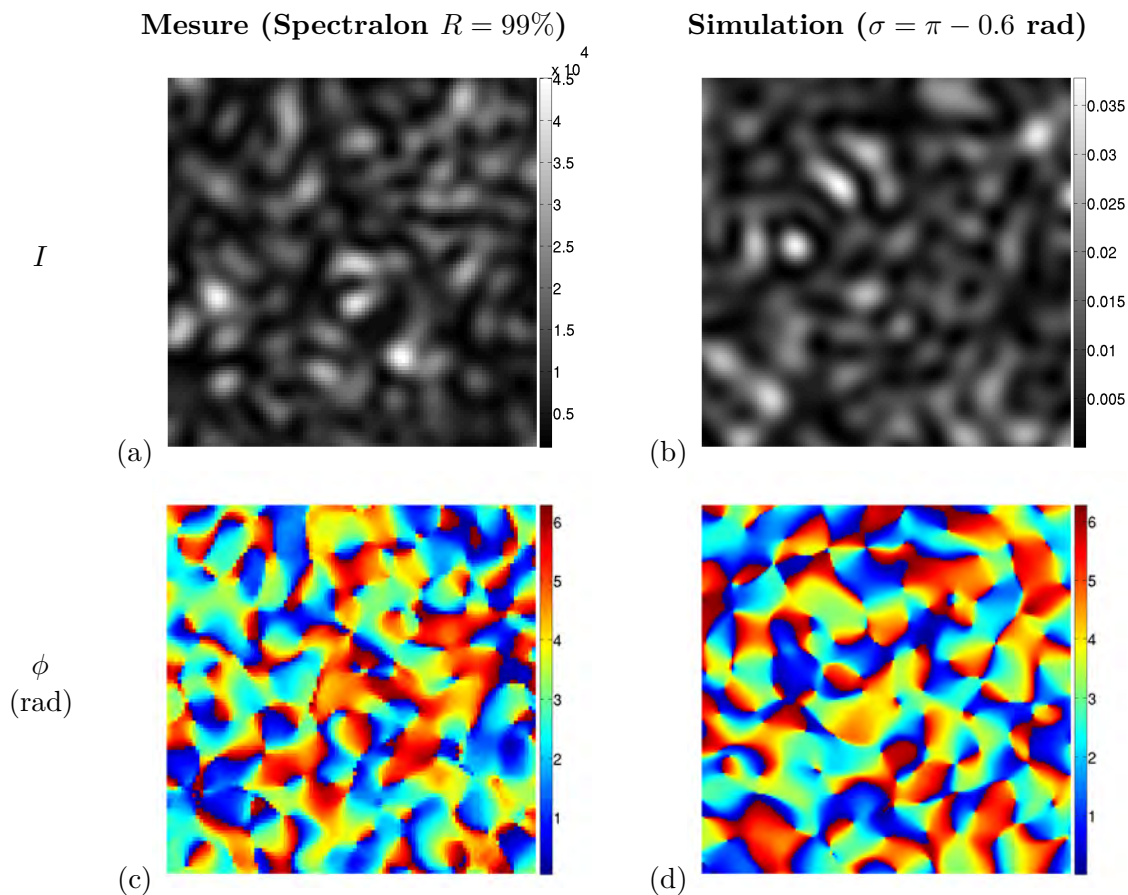 Mesure (Spectralon R = 99%)
Simulation (σ = π − 0.6 rad)
4
x 10
4.5
4
3.5
3
2.5
2
1.5
1
0.5
0.035
0.03
0.025
0.02
0.015
0.01
0.005
I
(a)
(b)
6
5
4
3
2
1
6
5
4
3
2
1
ϕ
(rad)
(c)
(d)